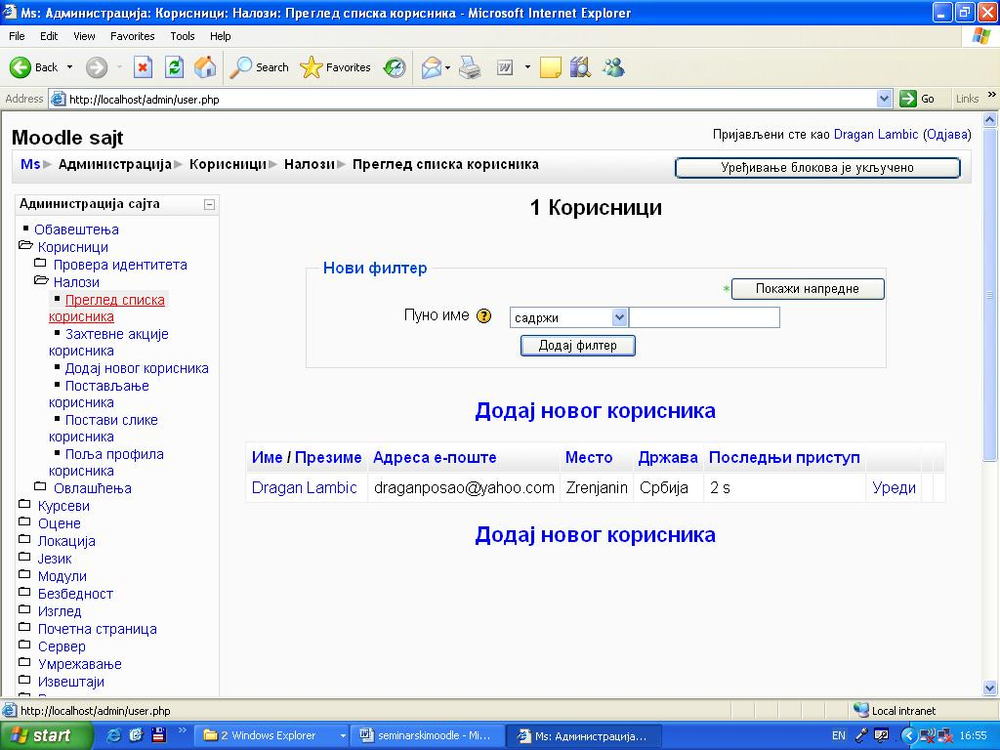 Ms: Администрација: Корисници: Налози: Преглед списка корисника - Microsoft Internet Explorer
File Edit View Favorites Tools Help
Back Search Favorites
Address http://localhost/admin/user.php Go Links »
Moodle sajt
Пријављени сте као Dragan Lambic (Одјава)
Ms ► Администрација ► Корисници ► Налози ► Преглед списка корисника
Уређивање блокова је укључено
Администрација сајта
Обавештења
Корисници
Провера идентитета
Налози
Преглед списка
корисника
Захтевне акције
корисника
Додај новог корисника
Постављање
корисника
Постави слике
корисника
Поља профила
корисника
Овлашћења
Курсеви
Оцене
Локација
Језик
Модули
Безбедност
Изглед
Почетна страница
Сервер
Умрежавање
Извештаји
1 Корисници
Нови филтер
* Покажи напредне
Пуно име садржи
Додај филтер
Додај новог корисника
Име / Презиме Адреса е-поште Место Држава Последњи приступ
Dragan Lambic draganposao@yahoo.com Zrenjanin Србија 2 s Уреди
Додај новог корисника
http://localhost/admin/user.php Local intranet
start » 2 Windows Explorer seminarskimoodle - Mi... Ms: Администрација... EN 16:55